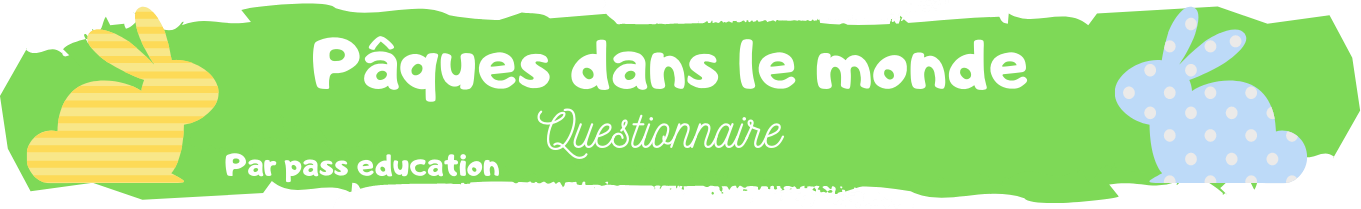 Pâques dans le monde
Questionnaire
Par pass education